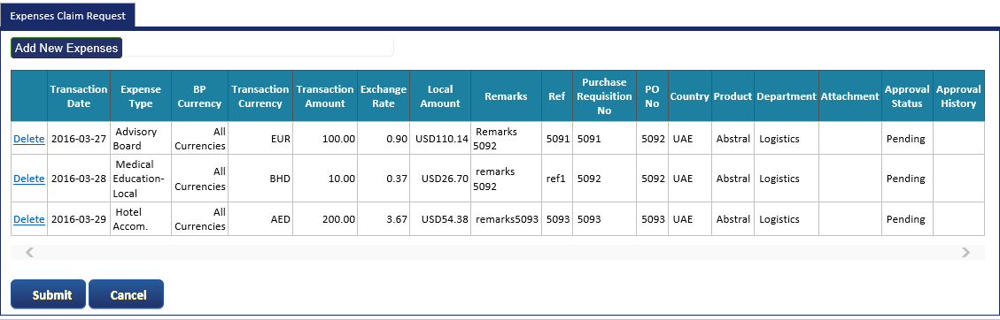 Expenses Claim Request
Add New Expenses
Transaction Date Expense Type BP Currency Transaction Currency Transaction Amount Exchange Rate Local Amount Remarks Ref Purchase Requisition No PO No Country Product Department Attachment Approval Status Approval History
Delete 2016-03-27 Advisory Board All Currencies EUR 100.00 0.90 USD110.14 Remarks 5092 5091 5091 5092 UAE Abstral Logistics Pending
Delete 2016-03-28 Medical Education-Local All Currencies BHD 10.00 0.37 USD26.70 remarks 5092 ref1 5092 5092 UAE Abstral Logistics Pending
Delete 2016-03-29 Hotel Accom. All Currencies AED 200.00 3.67 USD54.38 remarks5093 5093 5093 5093 UAE Abstral Logistics Pending
Submit Cancel